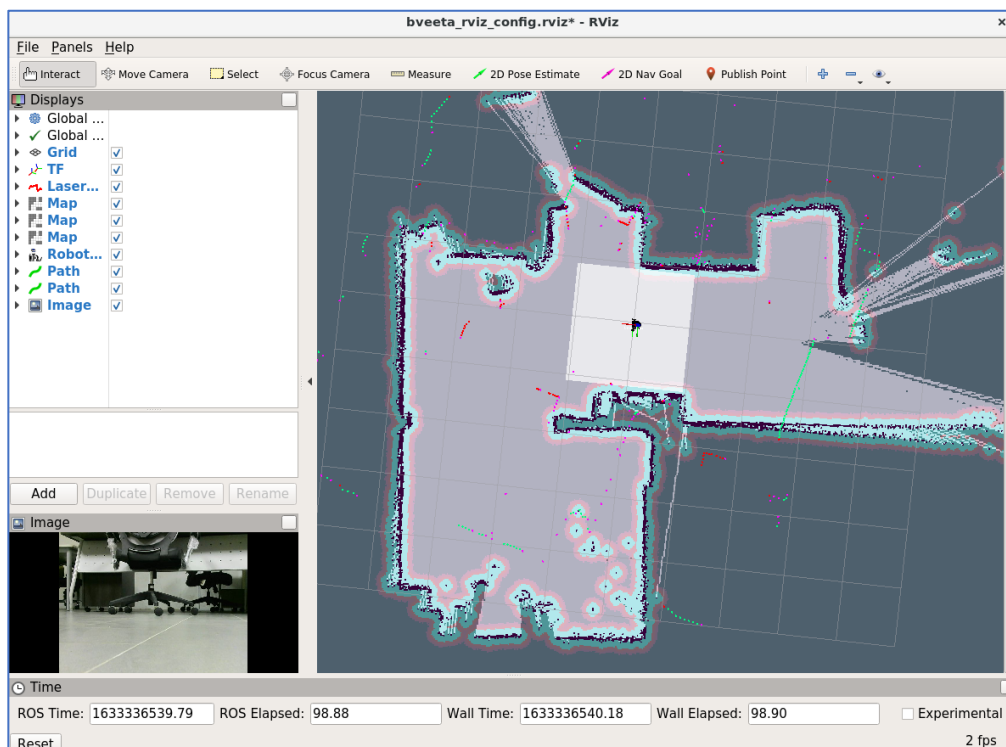 bveeta_rviz_config.rviz* - RViz
File Panels Help
Interact Move Camera Select Focus Camera Measure 2D Pose Estimate 2D Nav Goal Publish Point
Displays
Global ...
Global ...
Grid
TF
Laser...
Map
Map
Map
Robot...
Path
Path
Image
Add Duplicate Remove Rename
Image
Time
ROS Time: 1633336539.79 ROS Elapsed: 98.88 Wall Time: 1633336540.18 Wall Elapsed: 98.90 Experimental
Reset 2 fps